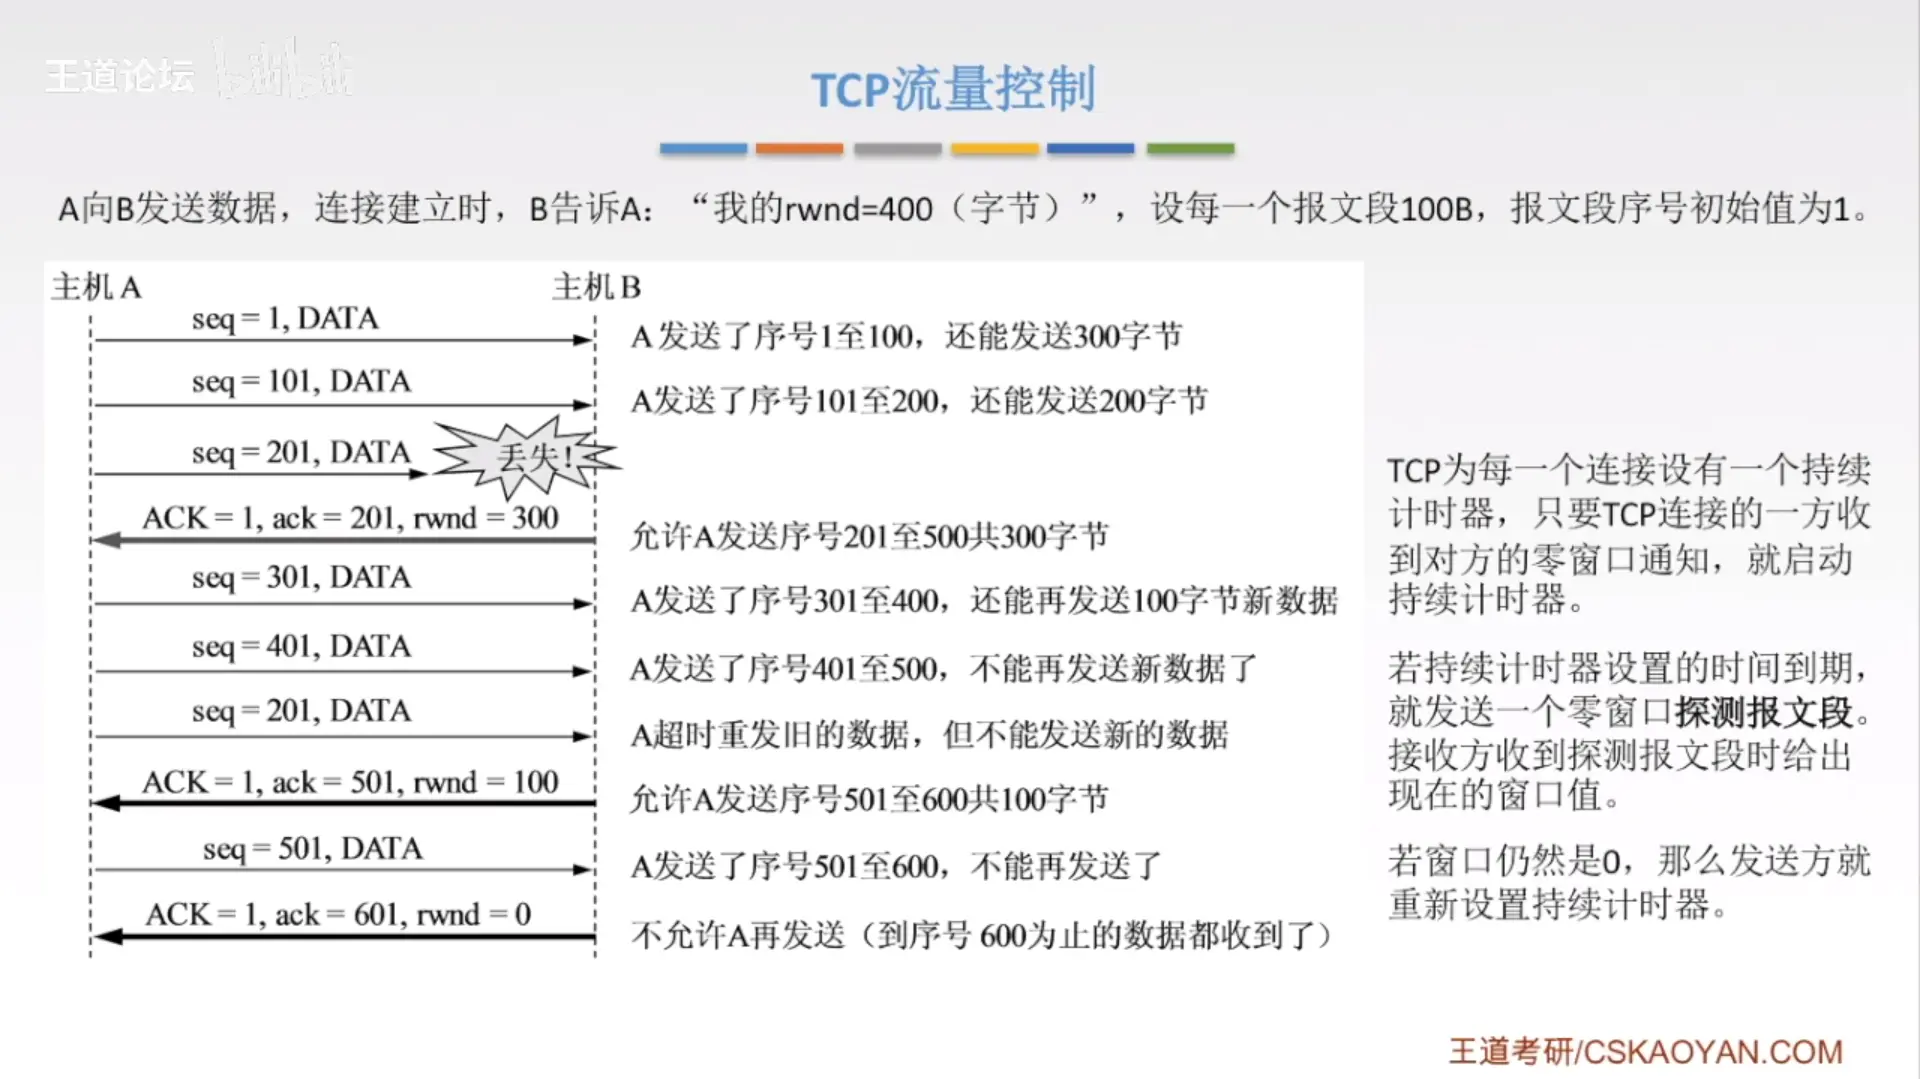 王道论坛 bilibili
TCP流量控制
A向B发送数据，连接建立时，B告诉A：“我的rwnd=400（字节）”，设每一个报文段100B，报文段序号初始值为1。
主机A 主机B
seq = 1, DATA
A发送了序号1至100，还能发送300字节
seq = 101, DATA
A发送了序号101至200，还能发送200字节
seq = 201, DATA 丢失!
ACK = 1, ack = 201, rwnd = 300
允许A发送序号201至500共300字节
seq = 301, DATA
A发送了序号301至400，还能再发送100字节新数据
seq = 401, DATA
A发送了序号401至500，不能再发送新数据了
seq = 201, DATA
A超时重发旧的数据，但不能发送新的数据
ACK = 1, ack = 501, rwnd = 100
允许A发送序号501至600共100字节
seq = 501, DATA
A发送了序号501至600，不能再发送了
ACK = 1, ack = 601, rwnd = 0
不允许A再发送（到序号 600为止的数据都收到了）
TCP为每一个连接设有一个持续
计时器，只要TCP连接的一方收
到对方的零窗口通知，就启动
持续计时器。
若持续计时器设置的时间到期，
就发送一个零窗口探测报文段。
接收方收到探测报文段时给出
现在的窗口值。
若窗口仍然是0，那么发送方就
重新设置持续计时器。
王道考研/CSKAOYAN.COM